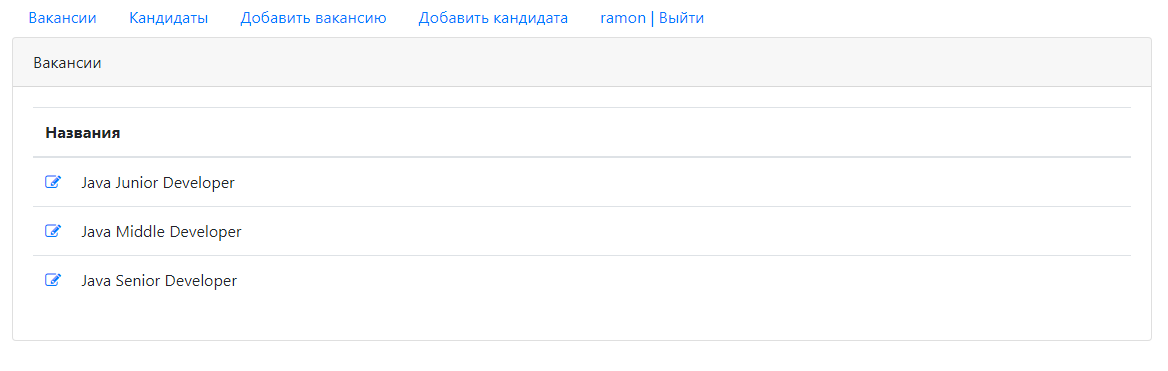 Вакансии Кандидаты Добавить вакансию Добавить кандидата ramon | Выйти
Вакансии
Названия
Java Junior Developer
Java Middle Developer
Java Senior Developer